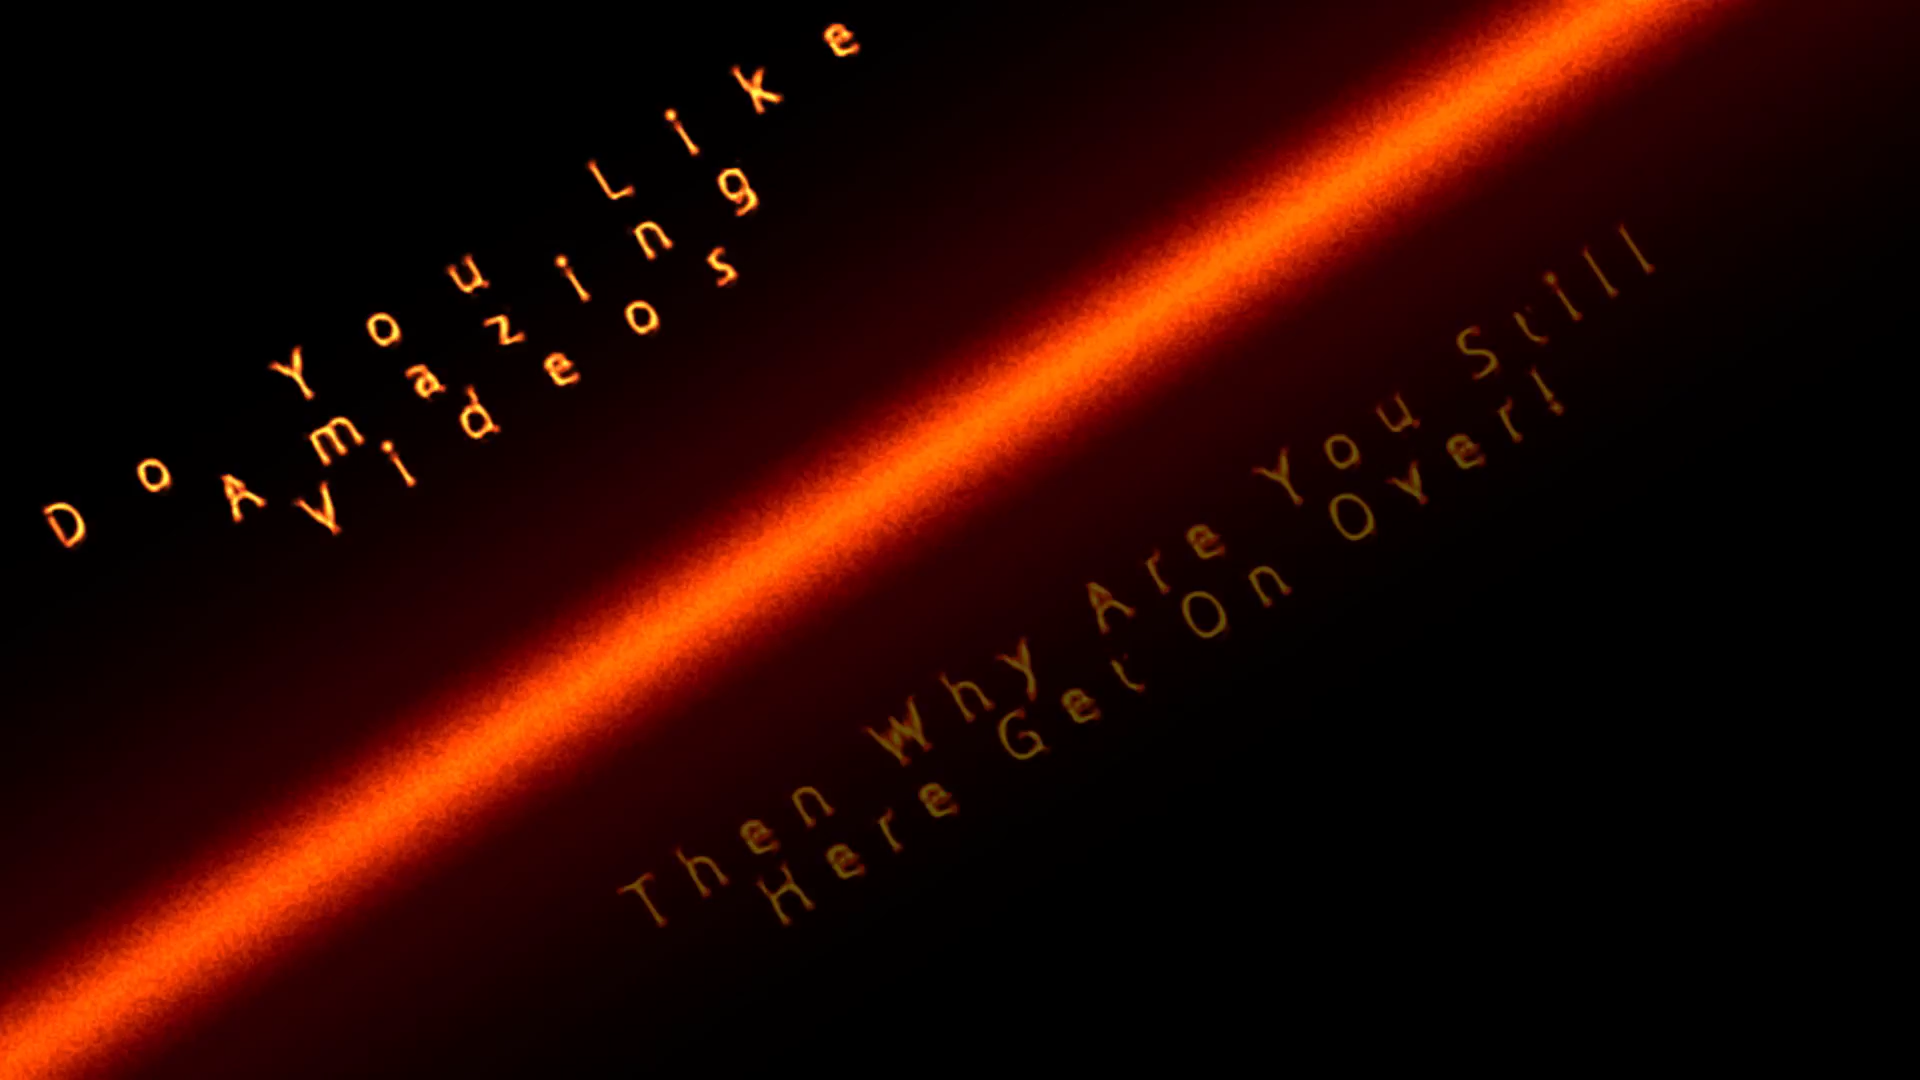 Do You Like
Amazing
Videos
Then Why Are You Still
Here Get On Over!